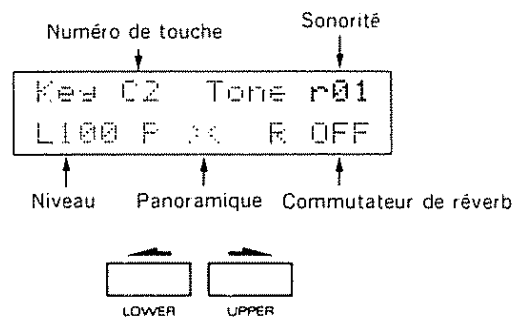 Sonorité
Numéro de touche
Key C2 Tone r01
L100 P >< R OFF
Niveau Panoramique Commutateur de réverb
LOWER UPPER